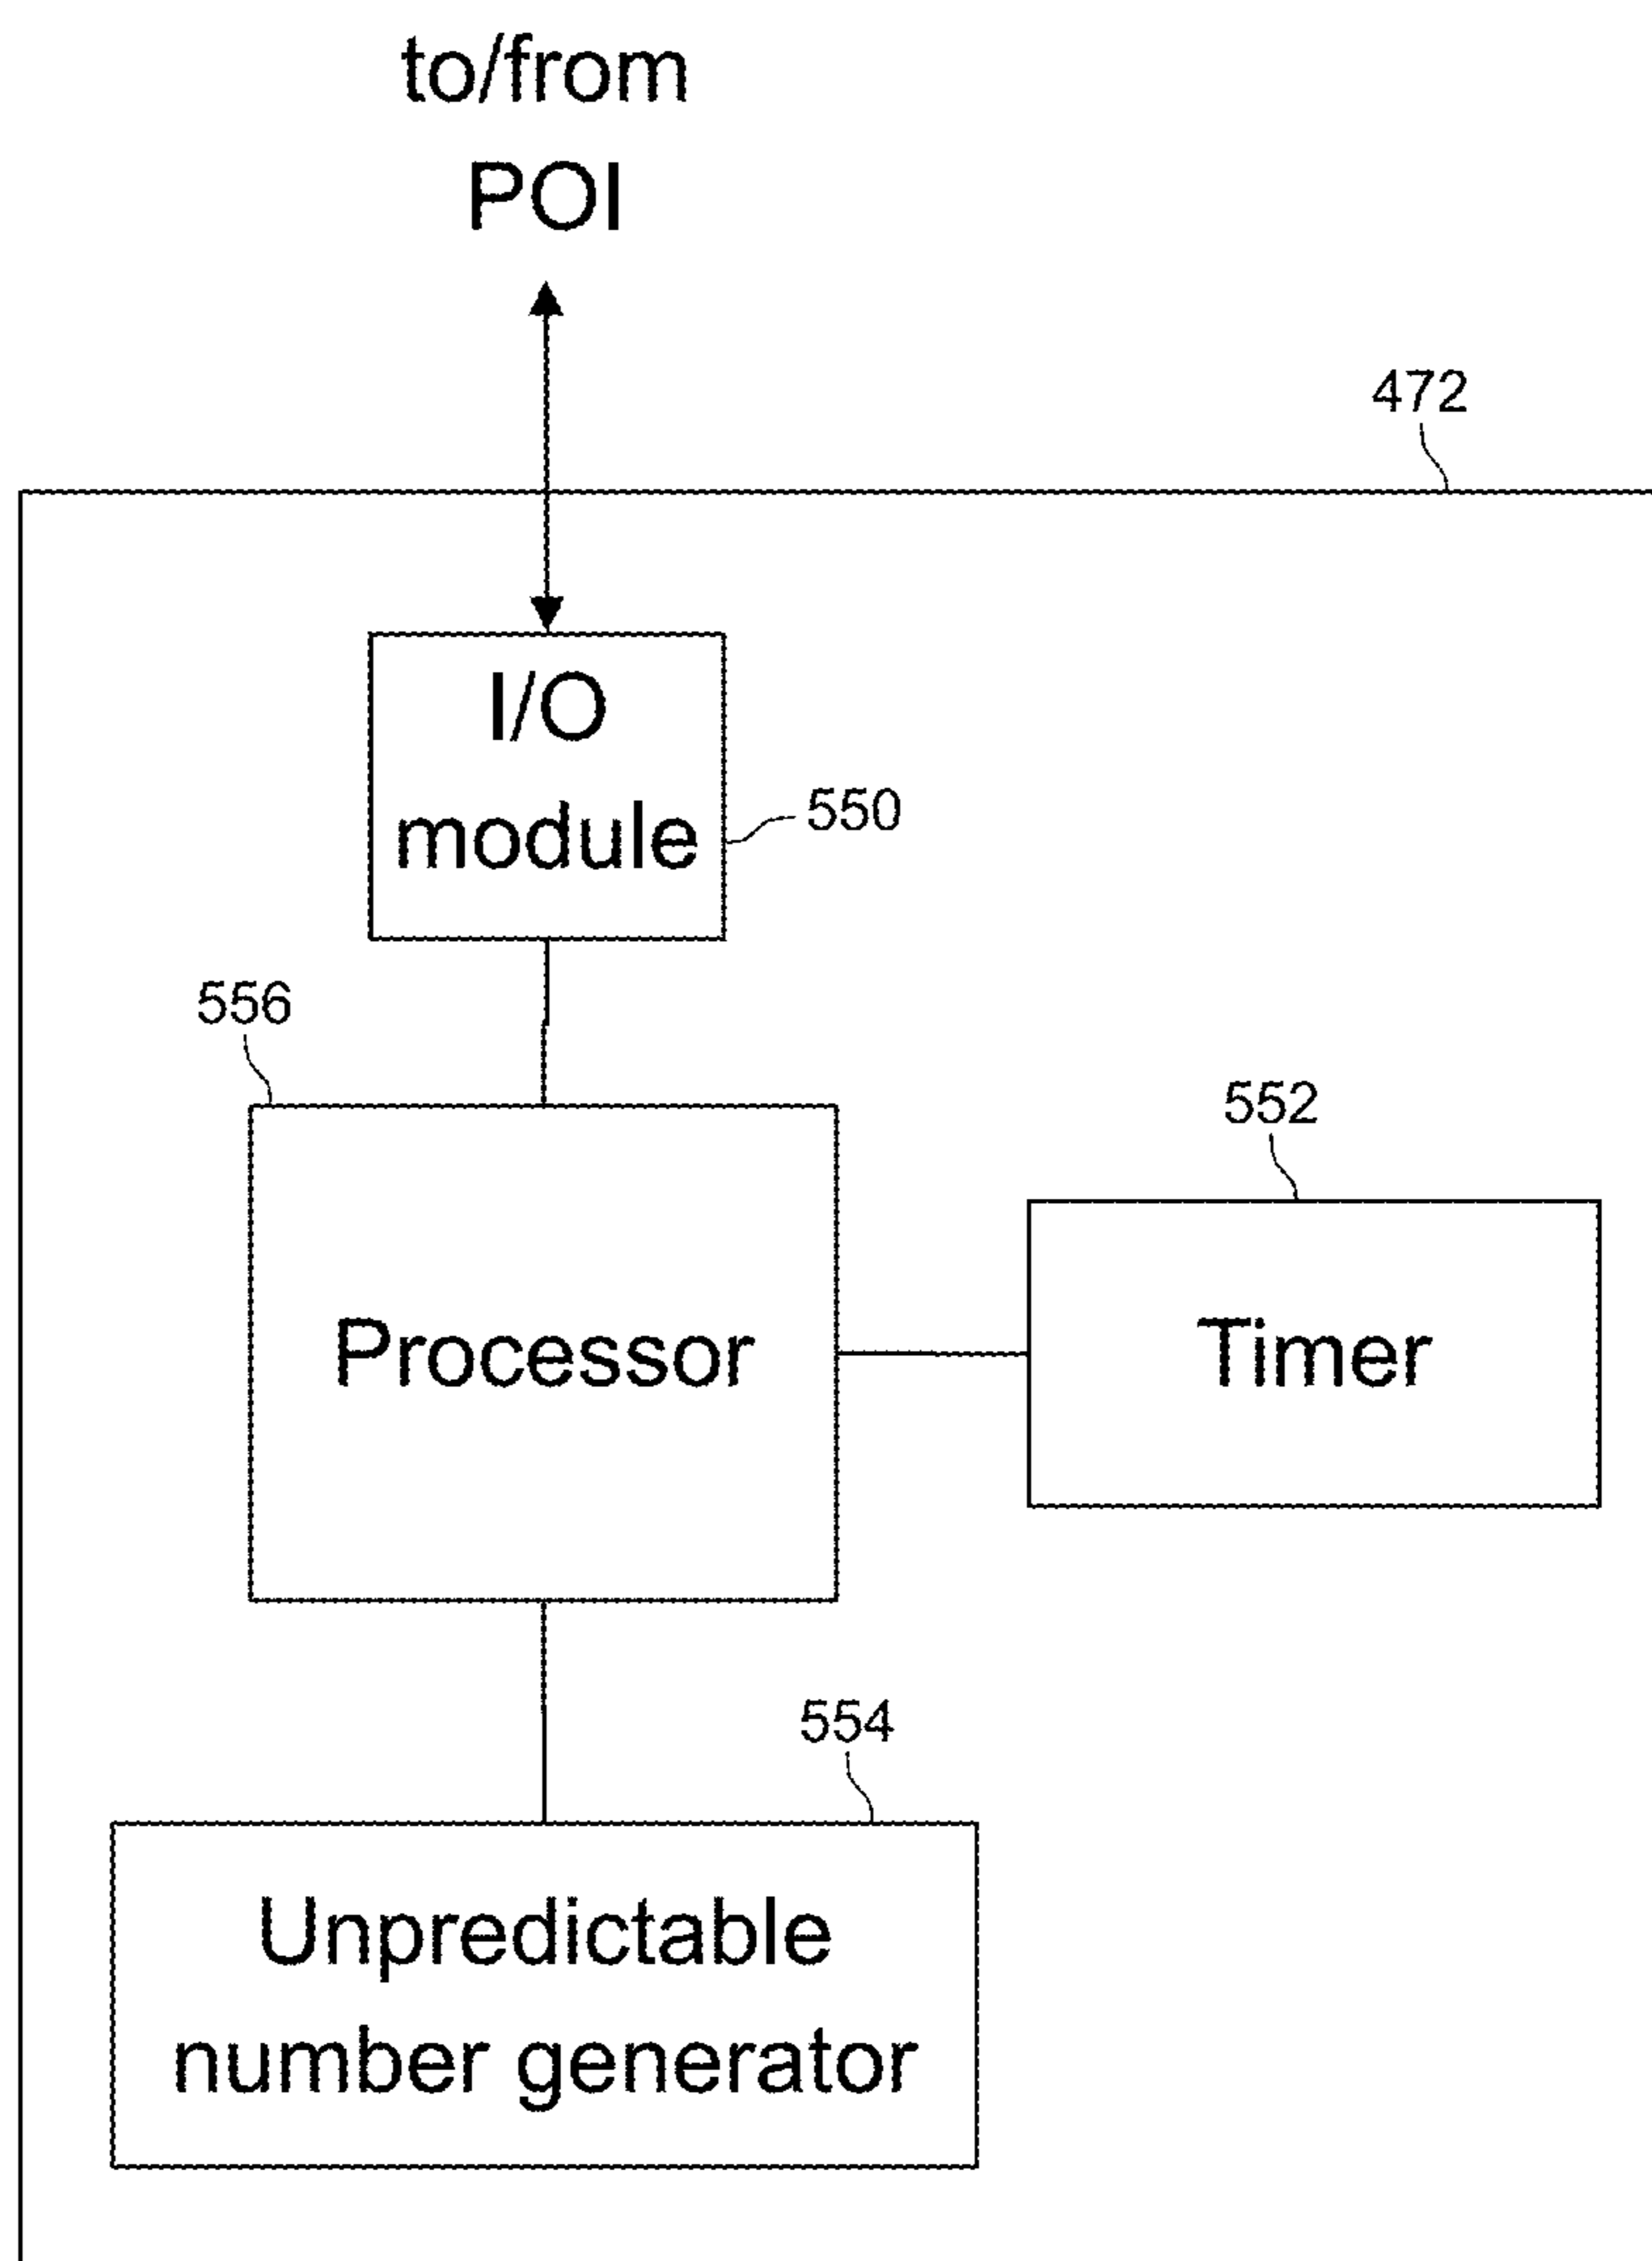 to/from
POI
472
I/O
module
550
556
552
Processor
Timer
554
Unpredictable
number generator